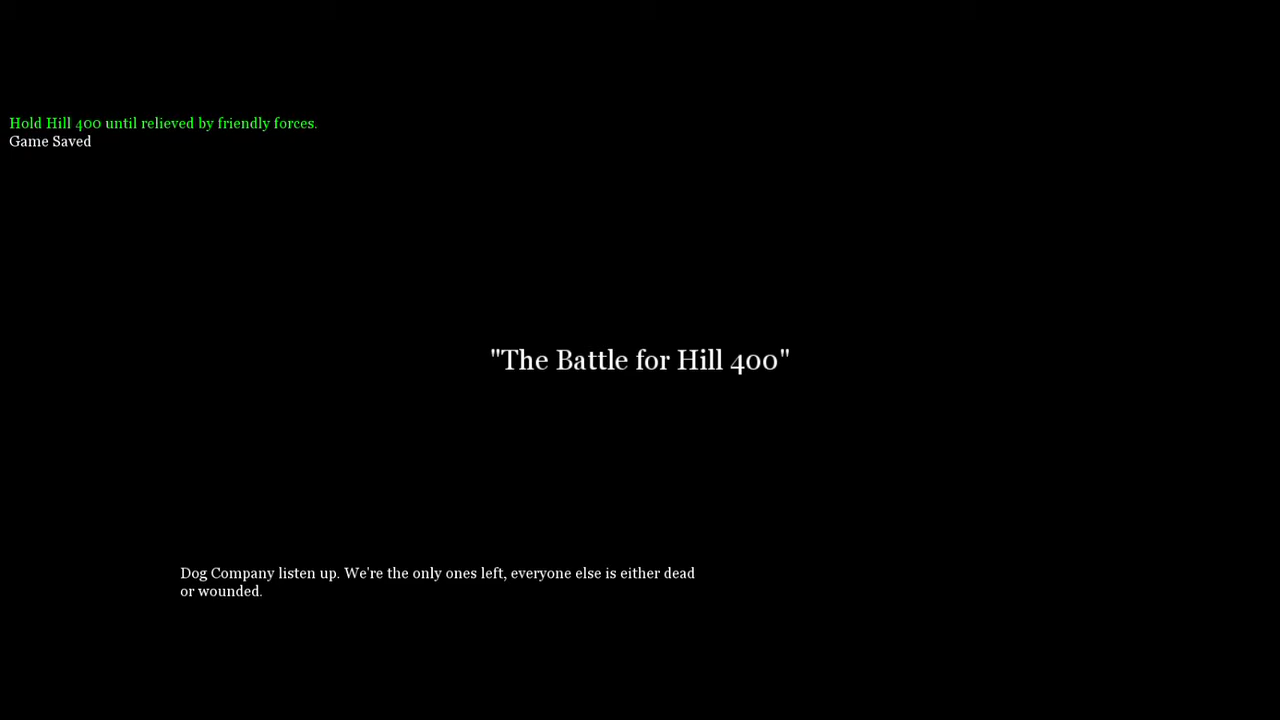 Hold Hill 400 until relieved by friendly forces.
Game Saved
"The Battle for Hill 400"
Dog Company listen up. We're the only ones left, everyone else is either dead
or wounded.